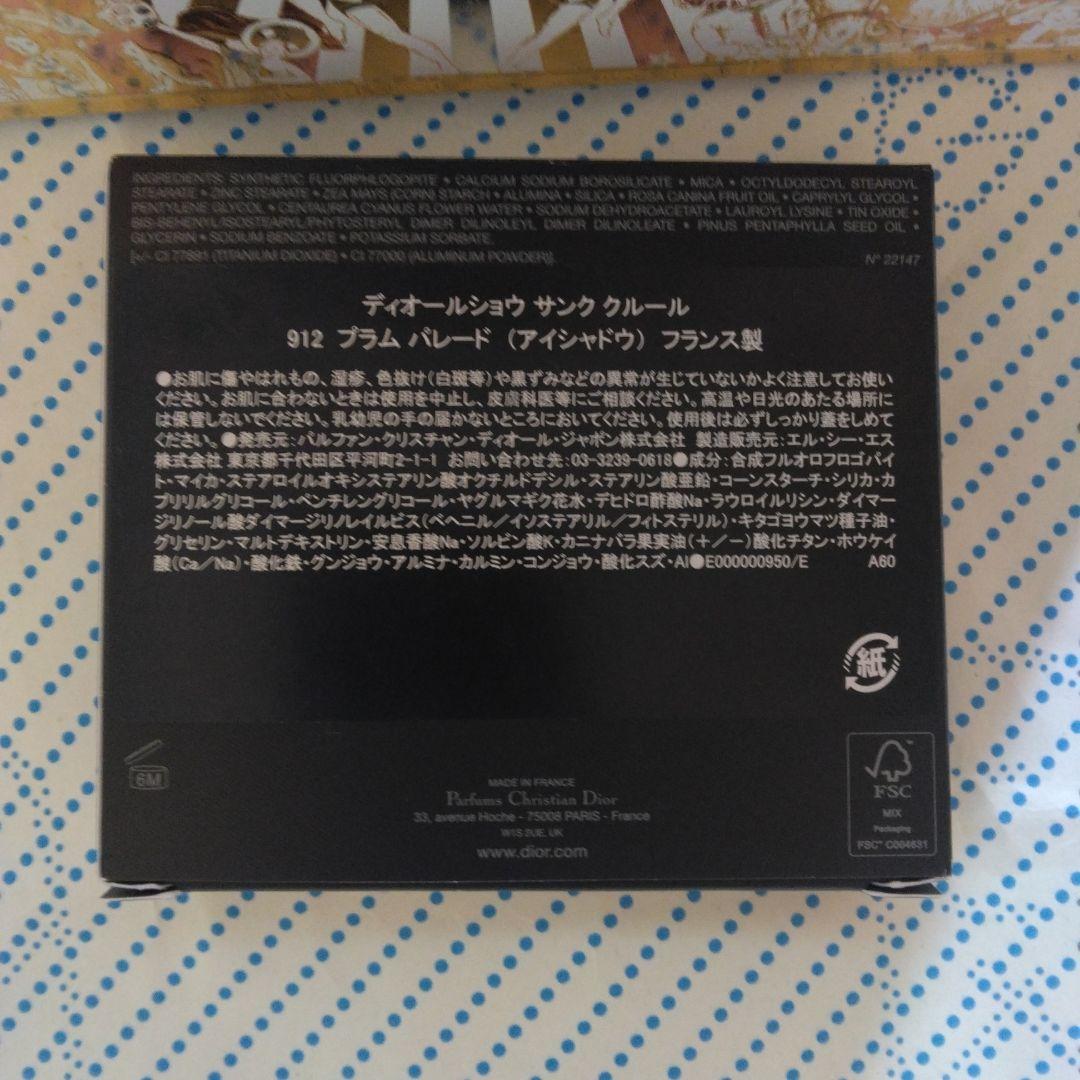 INGREDIENTS: SYNTHETIC FLUORPHLOGOPITE • CALCIUM SODIUM BOROSILICATE • MICA • OCTYLDODECYL STEAROYL
STEARATE • ZINC STEARATE • ZEA MAYS (CORN) STARCH • ALUMINA • SILICA • ROSA CANINA FRUIT OIL • CAPRYLYL GLYCOL •
PENTYLENE GLYCOL • CENTAUREA CYANUS FLOWER WATER • SODIUM DEHYDROACETATE • LAUROYL LYSINE • TIN OXIDE •
BIS-BEHENYL/ISOSTEARYL/PHYTOSTERYL DIMER DILINOLEYL DIMER DILINOLEATE • PINUS PENTAPHYLLA SEED OIL •
GLYCERIN • SODIUM BENZOATE • POTASSIUM SORBATE.
[+/- CI 77891 (TITANIUM DIOXIDE) • CI 77000 (ALUMINUM POWDER)]. N° 22147
ディオールショウ サンク クルール
912 プラム パレード (アイシャドウ) フランス製
●お肌に傷やはれもの、湿疹、色抜け(白斑等)や黒ずみなどの異常が生じていないかよく注意してお使い
ください。お肌に合わないときは使用を中止し、皮膚科医等にご相談ください。高温や日光のあたる場所に
は保管しないでください。乳幼児の手の届かないところにおいてください。使用後は必ずしっかり蓋をしめて
ください。●発売元:パルファン・クリスチャン・ディオール・ジャポン株式会社 製造販売元:エル・シー・エス
株式会社 東京都千代田区平河町2-1-1 お問い合わせ先:03-3239-0618●成分:合成フルオロフロゴパイ
ト・マイカ・ステアロイルオキシステアリン酸オクチルドデシル・ステアリン酸亜鉛・コーンスターチ・シリカ・カ
プリリルグリコール・ペンチレングリコール・ヤグルマギク花水・デヒドロ酢酸Na・ラウロイルリシン・ダイマー
ジリノール酸ダイマージリノレイルビス(ベヘニル/イソステアリル/フィトステリル)・キタゴヨウマツ種子油・
グリセリン・マルトデキストリン・安息香酸Na・ソルビン酸K・カニナバラ果実油(+/−)酸化チタン・ホウケイ
酸(Ca/Na)・酸化鉄・グンジョウ・アルミナ・カルミン・コンジョウ・酸化スズ・Al●E000000950/E A60
紙
6M
MADE IN FRANCE
Parfums Christian Dior
33, avenue Hoche - 75008 PARIS - France
W1S 2UE, UK
www.dior.com
FSC
MIX
Packaging
FSC® C004631